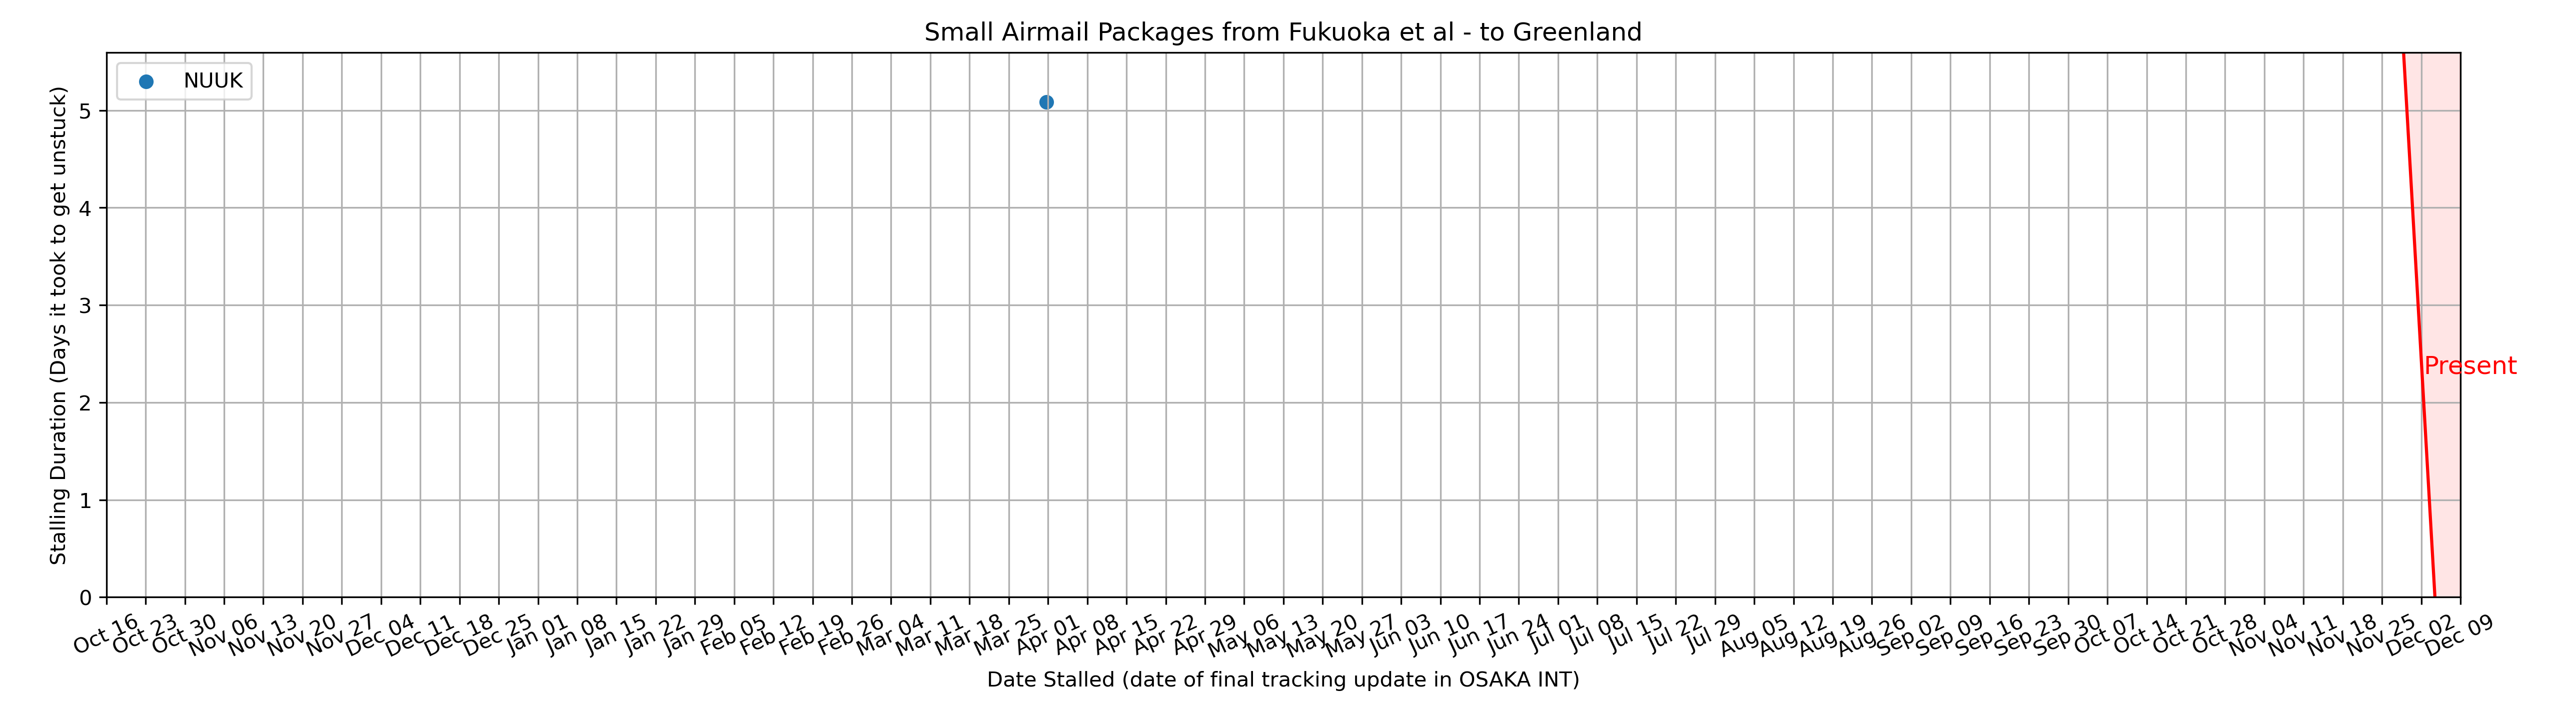 Small Airmail Packages from Fukuoka et al - to Greenland
NUUK
Stalling Duration (Days it took to get unstuck)
5
4
3
2
1
0
Present
Oct 16 Oct 23 Oct 30 Nov 06 Nov 13 Nov 20 Nov 27 Dec 04 Dec 11 Dec 18 Dec 25 Jan 01 Jan 08 Jan 15 Jan 22 Jan 29 Feb 05 Feb 12 Feb 19 Feb 26 Mar 04 Mar 11 Mar 18 Mar 25 Apr 01 Apr 08 Apr 15 Apr 22 Apr 29 May 06 May 13 May 20 May 27 Jun 03 Jun 10 Jun 17 Jun 24 Jul 01 Jul 08 Jul 15 Jul 22 Jul 29 Aug 05 Aug 12 Aug 19 Aug 26 Sep 02 Sep 09 Sep 16 Sep 23 Sep 30 Oct 07 Oct 14 Oct 21 Oct 28 Nov 04 Nov 11 Nov 18 Nov 25 Dec 02 Dec 09
Date Stalled (date of final tracking update in OSAKA INT)